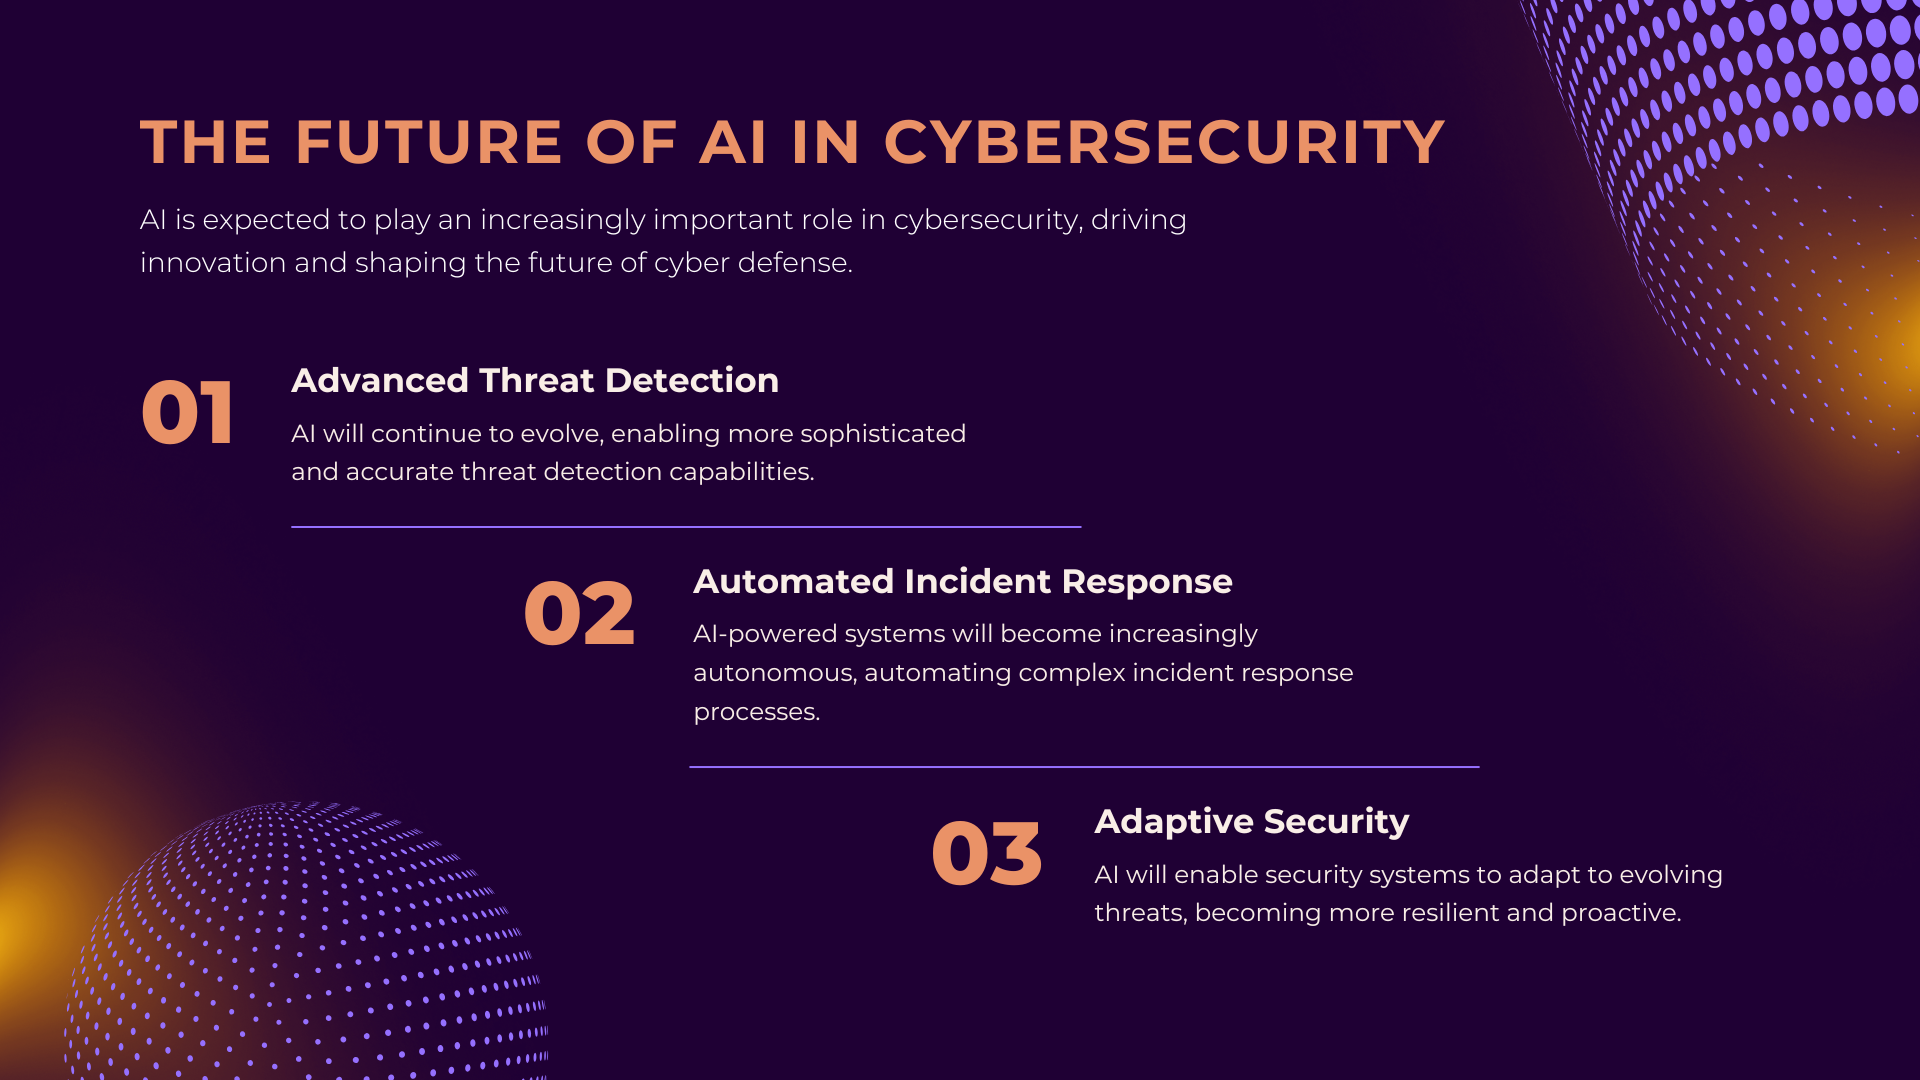 THE FUTURE OF AI IN CYBERSECURITY
AI is expected to play an increasingly important role in cybersecurity, driving
innovation and shaping the future of cyber defense.
01
Advanced Threat Detection
AI will continue to evolve, enabling more sophisticated
and accurate threat detection capabilities.
02
Automated Incident Response
AI-powered systems will become increasingly
autonomous, automating complex incident response
processes.
03
Adaptive Security
AI will enable security systems to adapt to evolving
threats, becoming more resilient and proactive.